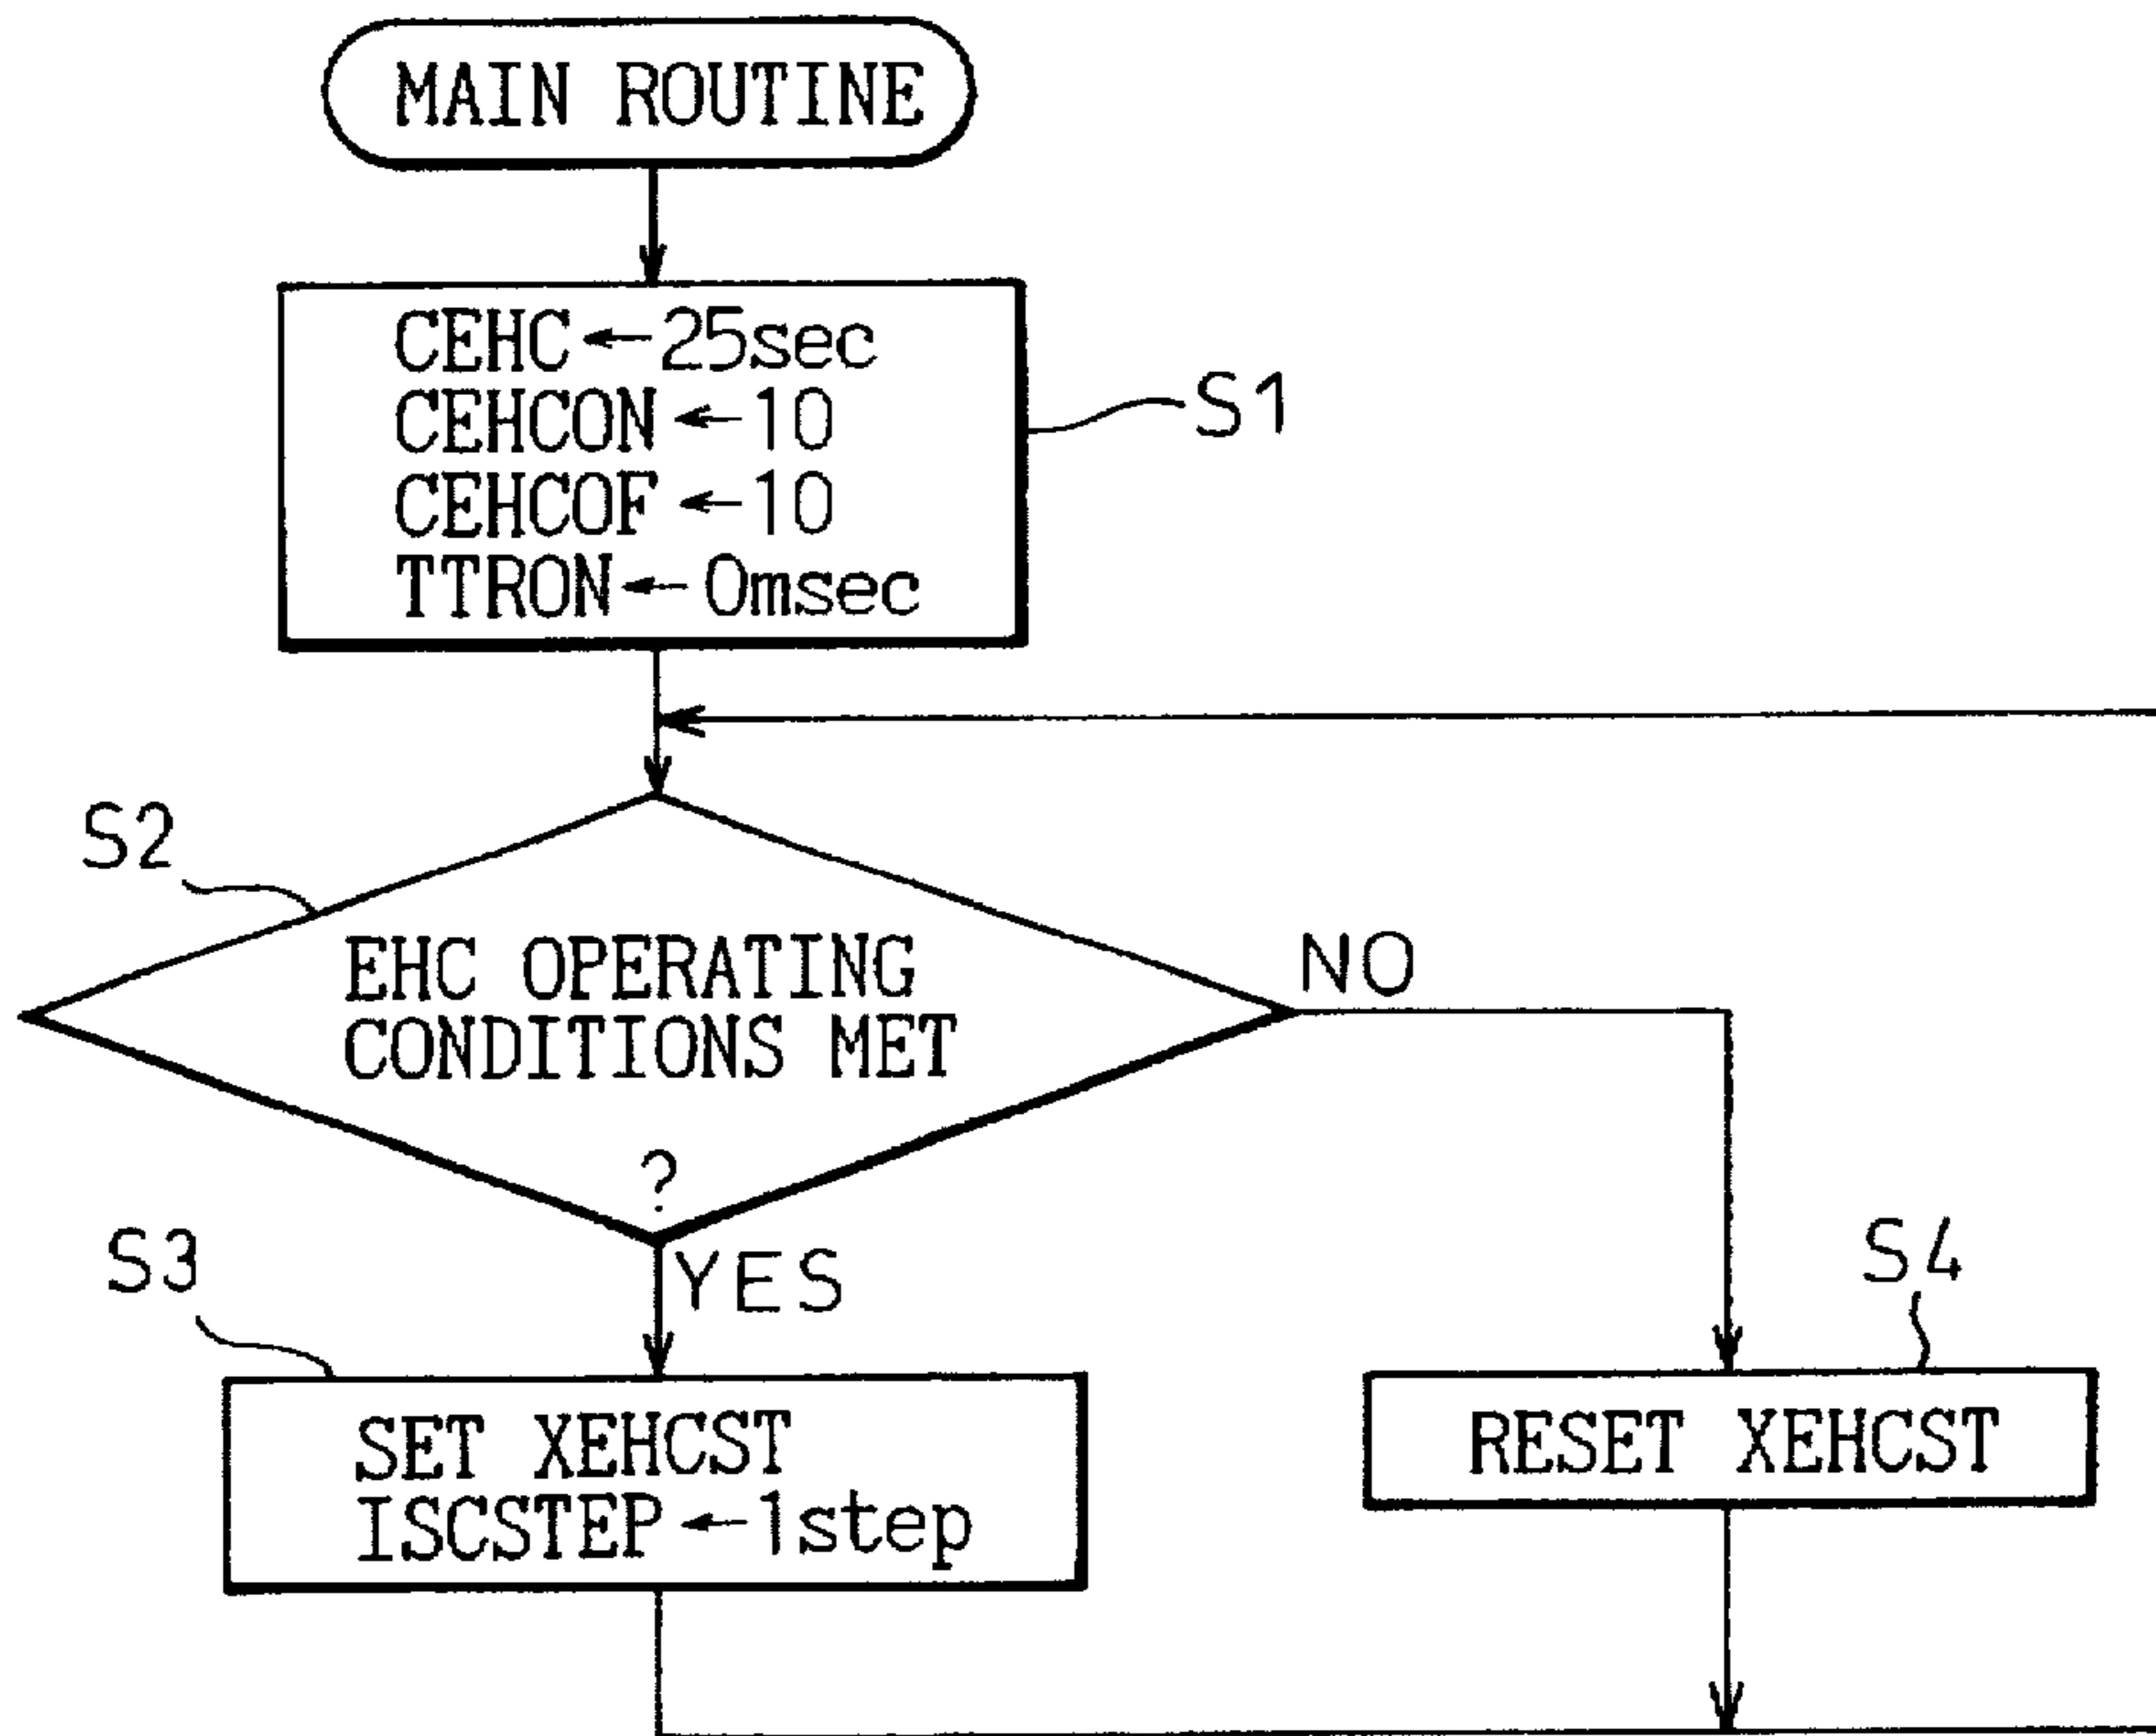 MAIN ROUTINE
CEHC←25sec
CEHCON←10
CEHCOF←10
TTRON←0msec
S1
S2
EHC OPERATING
CONDITIONS MET
?
NO
YES
S3
SET XEHCST
ISCSTEP←1step
S4
RESET XEHCST